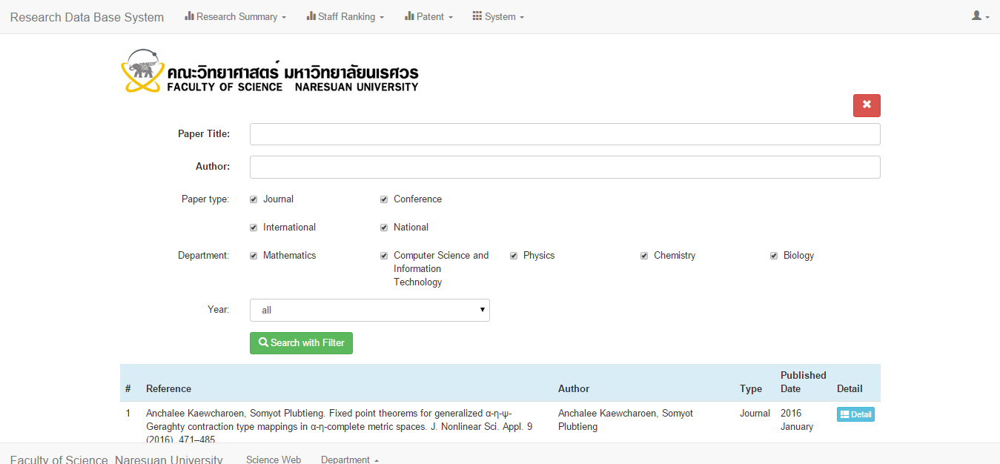 Research Data Base System Research Summary Staff Ranking Patent System
คณะวิทยาศาสตร์ มหาวิทยาลัยนเรศวร
FACULTY OF SCIENCE NARESUAN UNIVERSITY
Paper Title:
Author:
Paper type: Journal Conference
International National
Department: Mathematics Computer Science and Physics Chemistry Biology
Information
Technology
Year: all
Search with Filter
Published
# Reference Author Type Date Detail
1 Anchalee Kaewcharoen, Somyot Plubtieng. Fixed point theorems for generalized α-η-ψ- Anchalee Kaewcharoen, Somyot Journal 2016 Detail
Geraghty contraction type mappings in α-η-complete metric spaces. J. Nonlinear Sci. Appl. 9 Plubtieng January
(2016), 471–485
Faculty of Science, Naresuan University Science Web Department